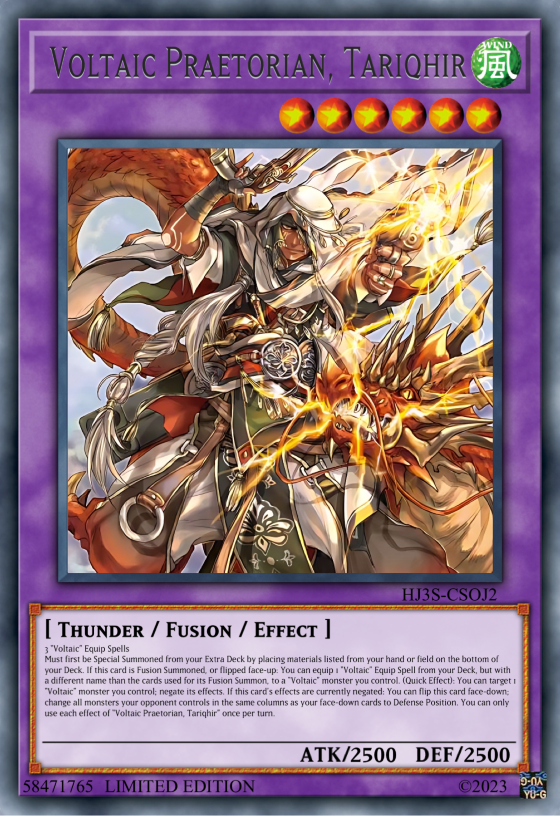 Voltaic Praetorian, Tariqhir
WIND
風
HJ3S-CSOJ2
[ Thunder / Fusion / Effect ]
3 "Voltaic" Equip Spells
Must first be Special Summoned from your Extra Deck by placing materials listed from your hand or field on the bottom of
your Deck. If this card is Fusion Summoned, or flipped face-up: You can equip 1 "Voltaic" Equip Spell from your Deck, but with
a different name than the cards used for its Fusion Summon, to a "Voltaic" monster you control. (Quick Effect): You can target 1
"Voltaic" monster you control; negate its effects. If this card's effects are currently negated: You can flip this card face-down;
change all monsters your opponent controls in the same columns as your face-down cards to Defense Position. You can only
use each effect of "Voltaic Praetorian, Tariqhir" once per turn.
ATK/2500 DEF/2500
58471765 LIMITED EDITION ©2023
YU-G